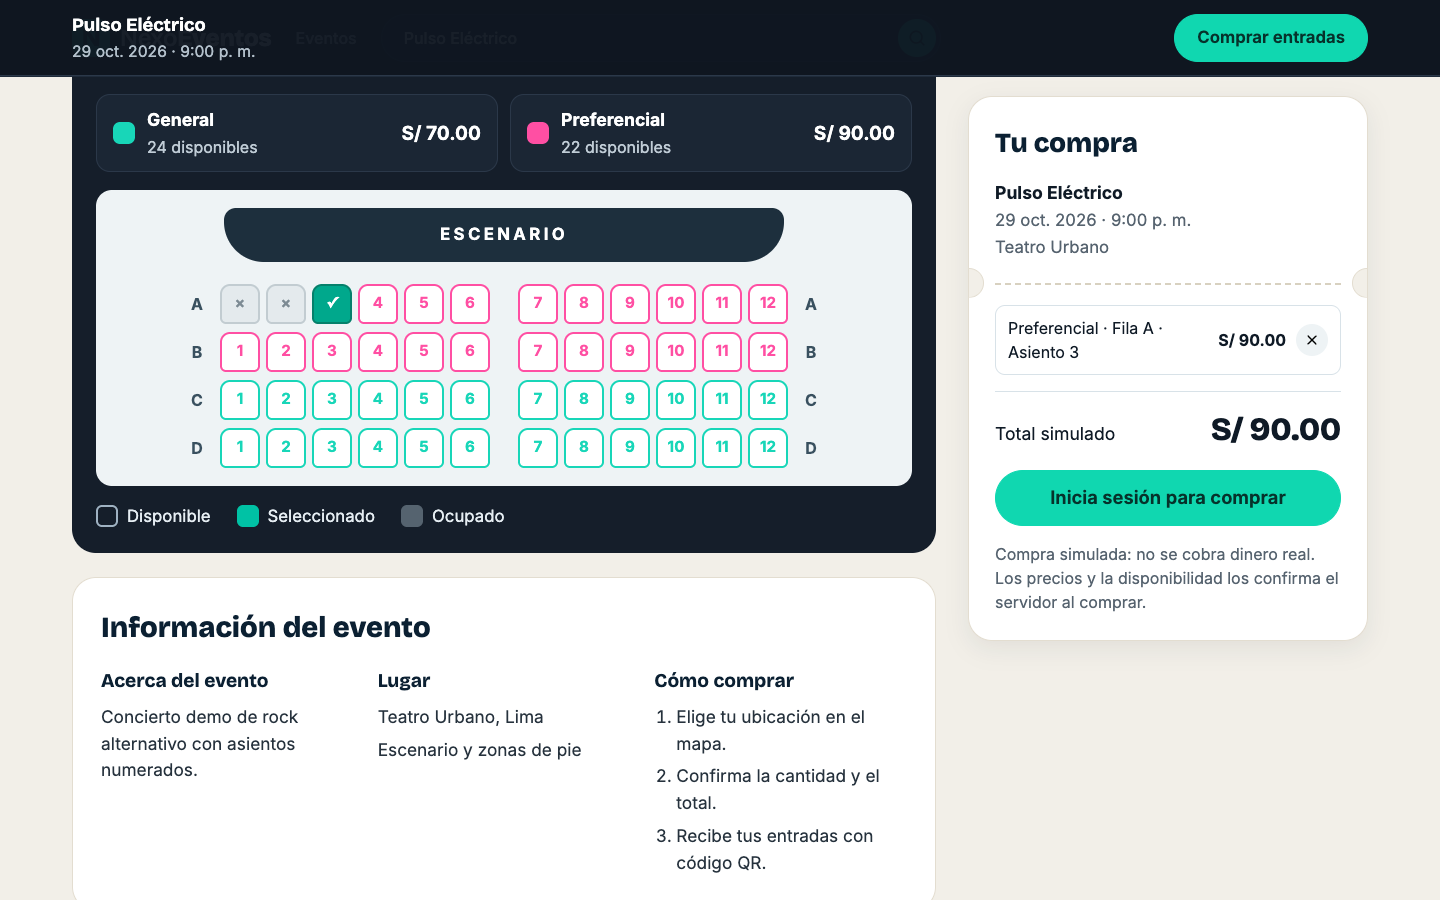 Pulso Eléctrico
29 oct. 2026 · 9:00 p. m.
NexoEventos
Eventos
Pulso Eléctrico
Comprar entradas
General
24 disponibles
S/ 70.00
Preferencial
22 disponibles
S/ 90.00
ESCENARIO
A × × ✓ 4 5 6 7 8 9 10 11 12 A
B 1 2 3 4 5 6 7 8 9 10 11 12 B
C 1 2 3 4 5 6 7 8 9 10 11 12 C
D 1 2 3 4 5 6 7 8 9 10 11 12 D
Disponible
Seleccionado
Ocupado
Tu compra
Pulso Eléctrico
29 oct. 2026 · 9:00 p. m.
Teatro Urbano
Preferencial · Fila A ·
Asiento 3
S/ 90.00 ×
Total simulado
S/ 90.00
Inicia sesión para comprar
Compra simulada: no se cobra dinero real.
Los precios y la disponibilidad los confirma el
servidor al comprar.
Información del evento
Acerca del evento
Concierto demo de rock
alternativo con asientos
numerados.
Lugar
Teatro Urbano, Lima
Escenario y zonas de pie
Cómo comprar
1. Elige tu ubicación en el
mapa.
2. Confirma la cantidad y el
total.
3. Recibe tus entradas con
código QR.